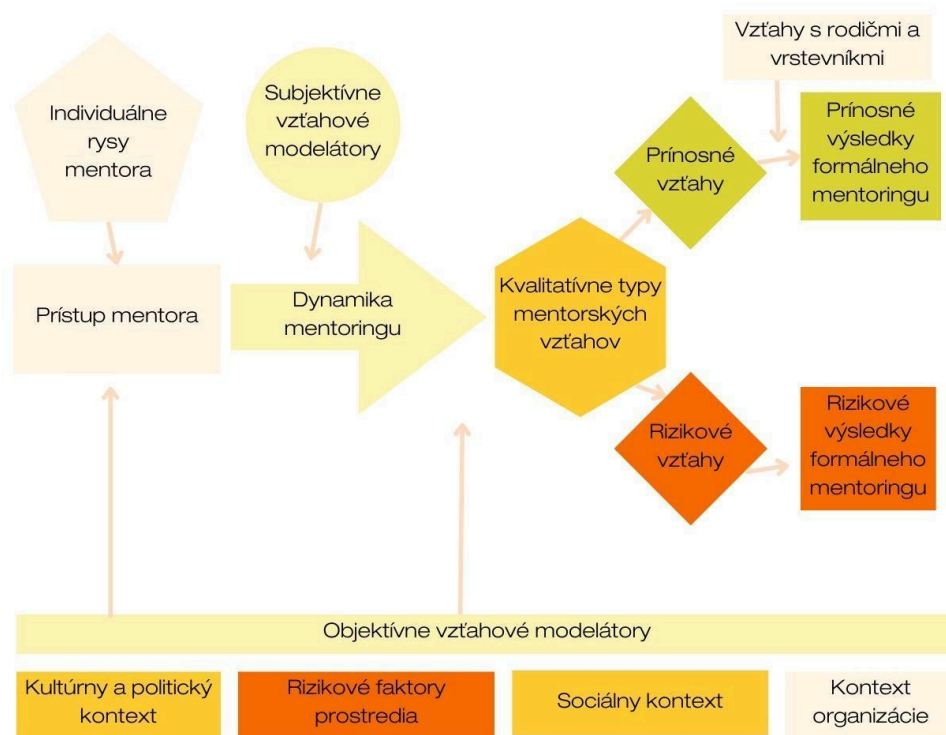 Individuálne
rysy
mentora
Subjektívne
vzťahové
modelátory
Vzťahy s rodičmi a
vrstevníkmi
Prínosné
vzťahy
Prínosné
výsledky
formálneho
mentoringu
Prístup mentora
Dynamika
mentoringu
Kvalitatívne typy
mentorských
vzťahov
Rizikové
vzťahy
Rizikové
výsledky
formálneho
mentoringu
Objektívne vzťahové modelátory
Kultúrny a politický
kontext
Rizikové faktory
prostredia
Sociálny kontext
Kontext
organizácie